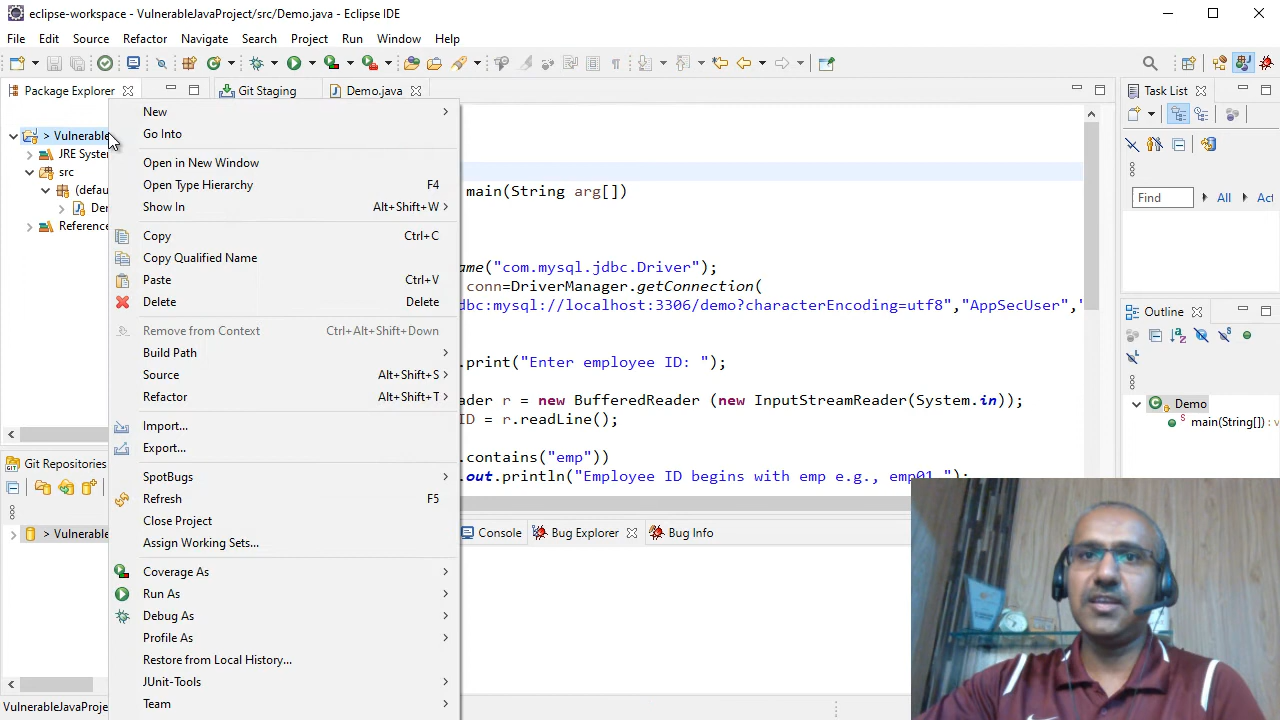 eclipse-workspace - VulnerableJavaProject/src/Demo.java - Eclipse IDE
File Edit Source Refactor Navigate Search Project Run Window Help
Package Explorer
Git Staging
Demo.java
Task List
> Vulnerable
JRE Syste
src
(defau
De
Reference
New
Go Into
Open in New Window
Open Type Hierarchy F4
Show In Alt+Shift+W
Copy Ctrl+C
Copy Qualified Name
Paste Ctrl+V
Delete Delete
Remove from Context Ctrl+Alt+Shift+Down
Build Path
Source Alt+Shift+S
Refactor Alt+Shift+T
Import...
Export...
SpotBugs
Refresh F5
Close Project
Assign Working Sets...
Coverage As
Run As
Debug As
Profile As
Restore from Local History...
JUnit-Tools
Team
main(String arg[])
ame("com.mysql.jdbc.Driver");
conn=DriverManager.getConnection(
dbc:mysql://localhost:3306/demo?characterEncoding=utf8","AppSecUser","
.print("Enter employee ID: ");
ader r = new BufferedReader (new InputStreamReader(System.in));
ID = r.readLine();
.contains("emp"))
.out.println("Employee ID begins with emp e.g., emp01 ");
Find All Act
Outline
Demo
main(String[]) : v
Git Repositories
> Vulnerable
Console
Bug Explorer
Bug Info
VulnerableJavaProje